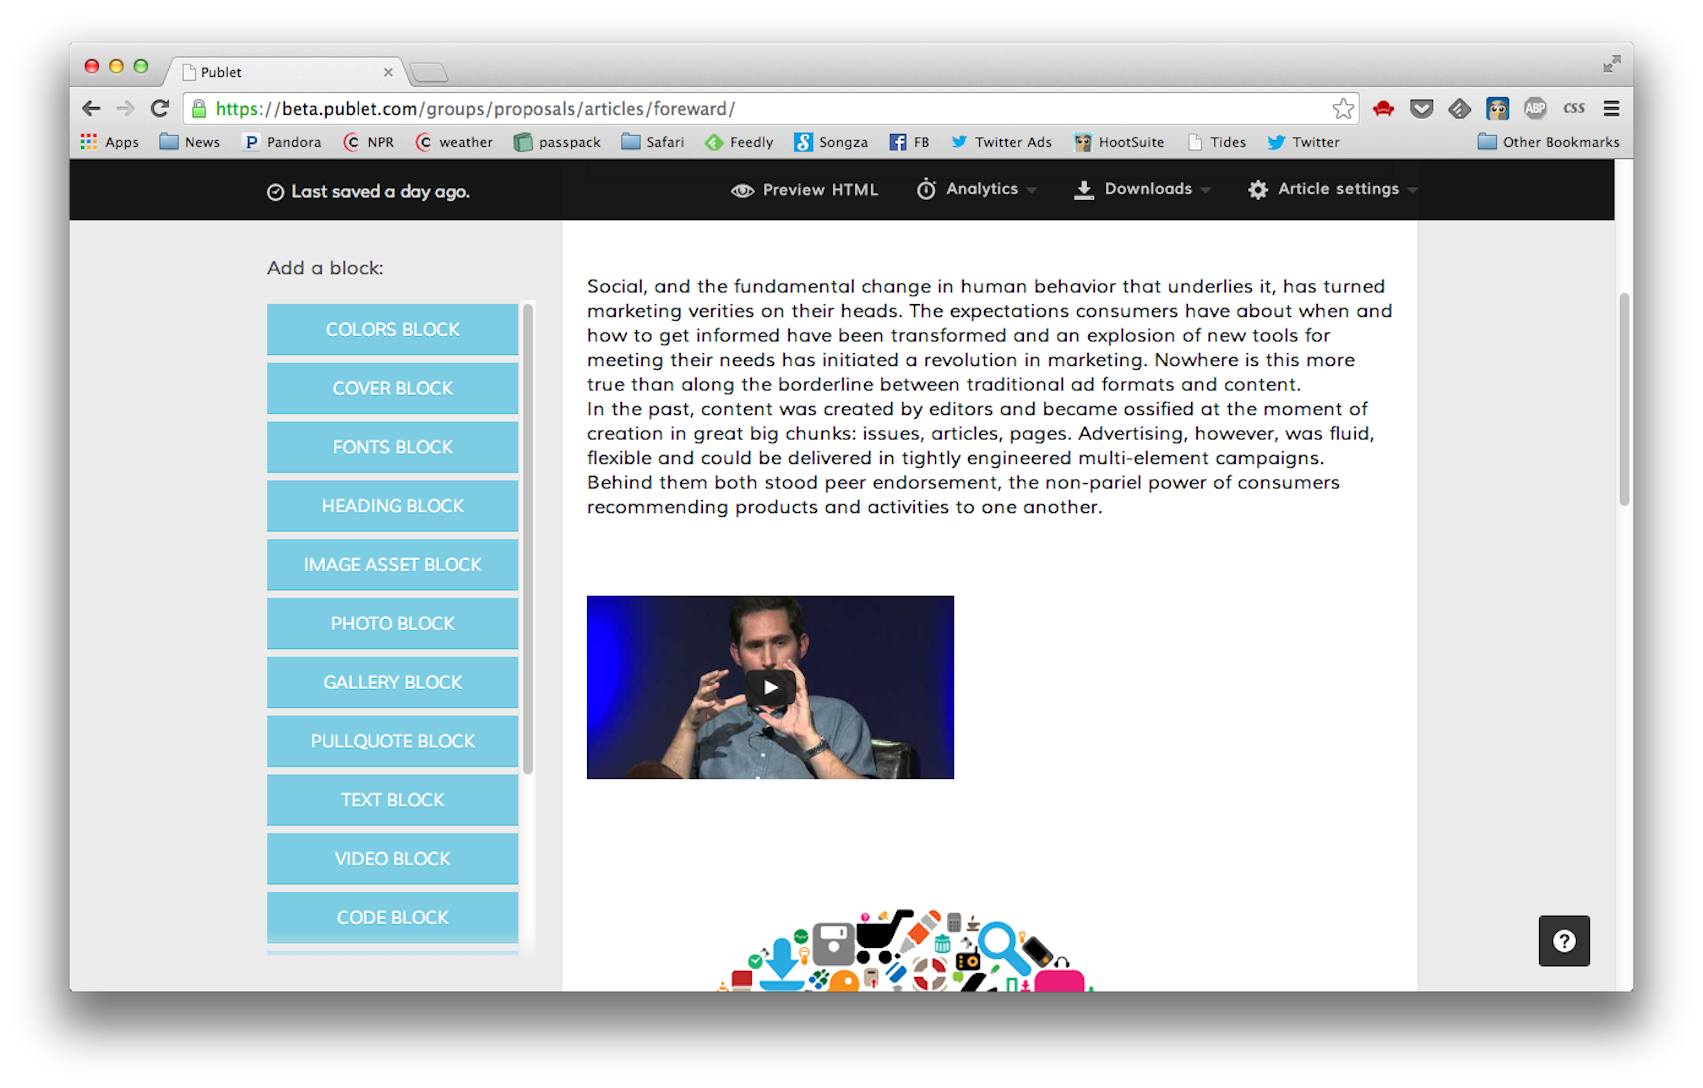 Publet
https://beta.publet.com/groups/proposals/articles/foreward/
ABP
CSS
Apps
News
P Pandora
C NPR
C weather
passpack
Safari
Feedly
S Songza
f FB
Twitter Ads
HootSuite
Tides
Twitter
Other Bookmarks
Last saved a day ago.
Preview HTML
Analytics
Downloads
Article settings
Add a block:
COLORS BLOCK
COVER BLOCK
FONTS BLOCK
HEADING BLOCK
IMAGE ASSET BLOCK
PHOTO BLOCK
GALLERY BLOCK
PULLQUOTE BLOCK
TEXT BLOCK
VIDEO BLOCK
CODE BLOCK
Social, and the fundamental change in human behavior that underlies it, has turned
marketing verities on their heads. The expectations consumers have about when and
how to get informed have been transformed and an explosion of new tools for
meeting their needs has initiated a revolution in marketing. Nowhere is this more
true than along the borderline between traditional ad formats and content.
In the past, content was created by editors and became ossified at the moment of
creation in great big chunks: issues, articles, pages. Advertising, however, was fluid,
flexible and could be delivered in tightly engineered multi-element campaigns.
Behind them both stood peer endorsement, the non-pariel power of consumers
recommending products and activities to one another.
?